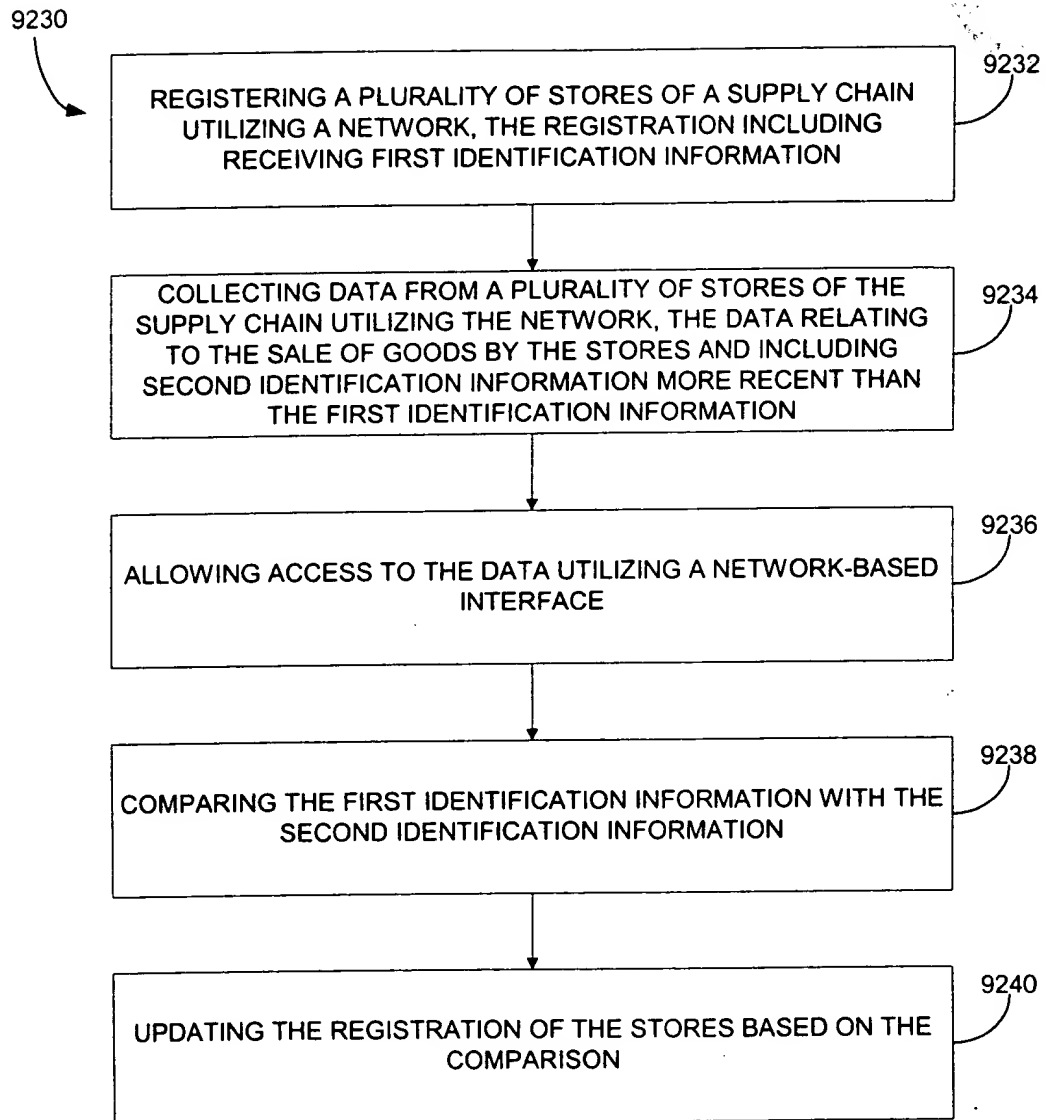 9230
9232
REGISTERING A PLURALITY OF STORES OF A SUPPLY CHAIN
UTILIZING A NETWORK, THE REGISTRATION INCLUDING
RECEIVING FIRST IDENTIFICATION INFORMATION
9234
COLLECTING DATA FROM A PLURALITY OF STORES OF THE
SUPPLY CHAIN UTILIZING THE NETWORK, THE DATA RELATING
TO THE SALE OF GOODS BY THE STORES AND INCLUDING
SECOND IDENTIFICATION INFORMATION MORE RECENT THAN
THE FIRST IDENTIFICATION INFORMATION
9236
ALLOWING ACCESS TO THE DATA UTILIZING A NETWORK-BASED
INTERFACE
9238
COMPARING THE FIRST IDENTIFICATION INFORMATION WITH THE
SECOND IDENTIFICATION INFORMATION
9240
UPDATING THE REGISTRATION OF THE STORES BASED ON THE
COMPARISON